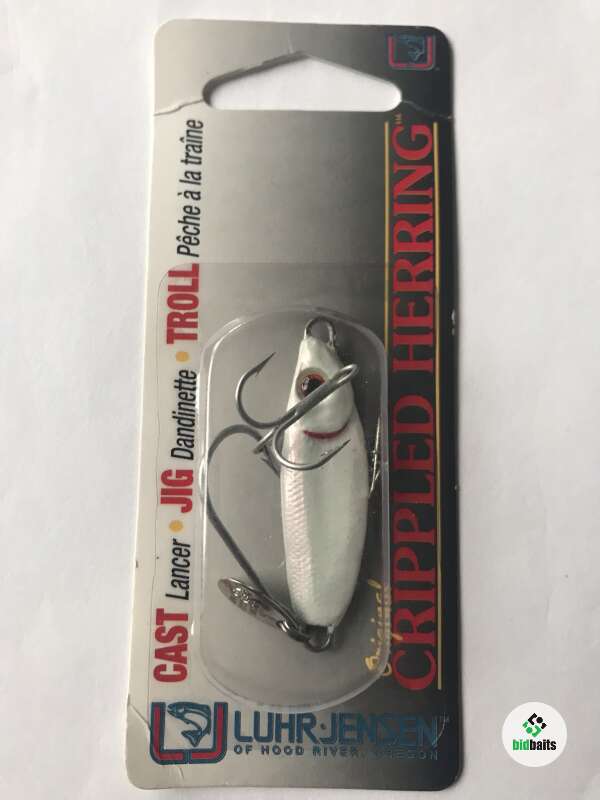 CAST Lancer • JIG Dandinette • TROLL Pêche à la traîne
Original
CRIPPLED HERRING™
LUHR-JENSEN™
OF HOOD RIVER, OREGON
bidbaits